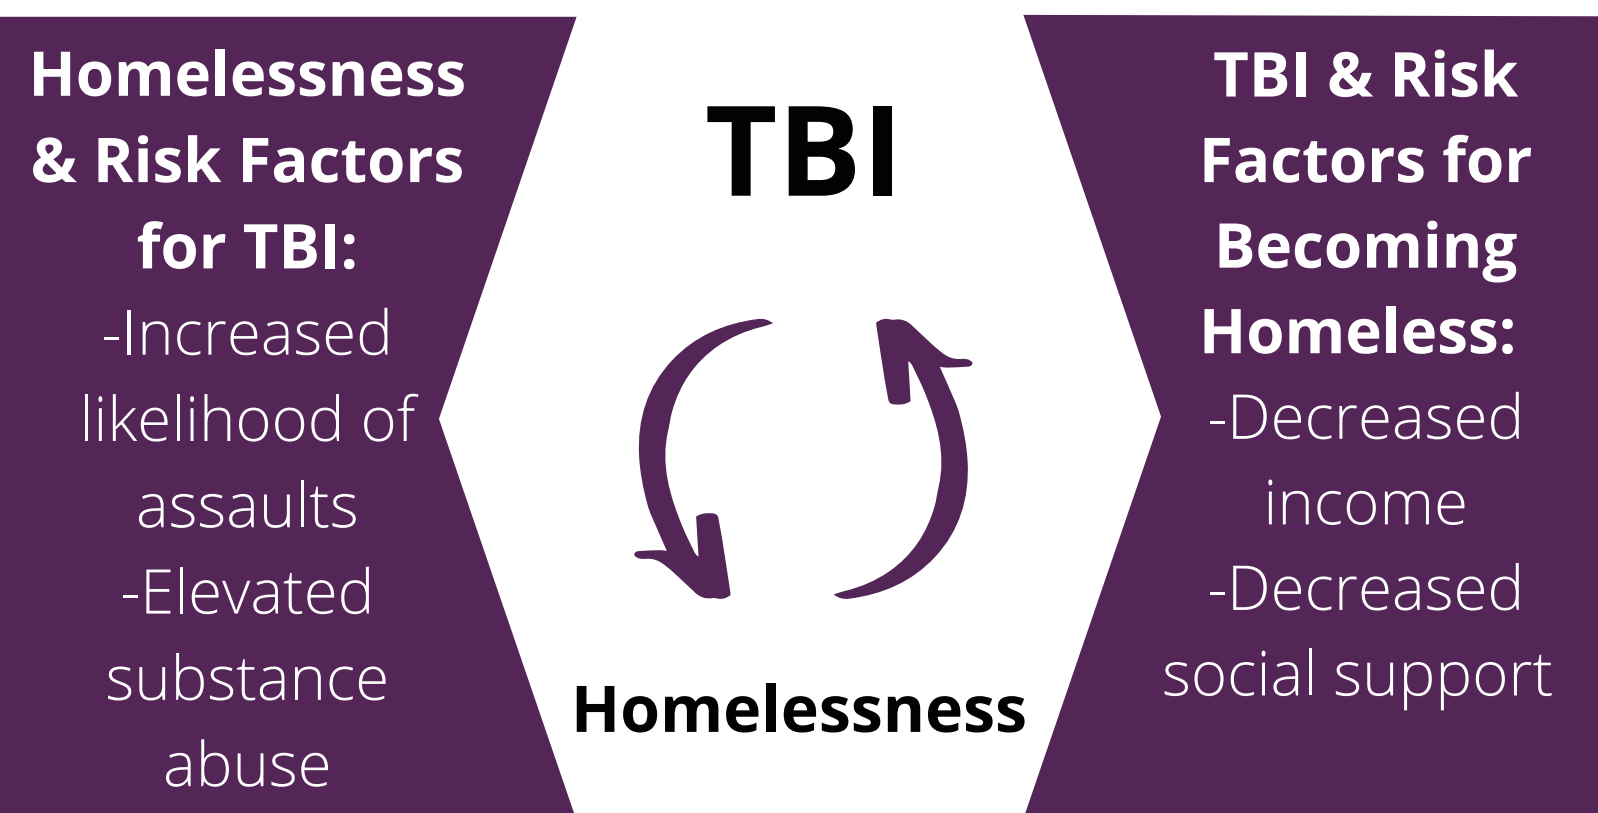 Homelessness
& Risk Factors
for TBI:
-Increased
likelihood of
assaults
-Elevated
substance
abuse
TBI
Homelessness
TBI & Risk
Factors for
Becoming
Homeless:
-Decreased
income
-Decreased
social support